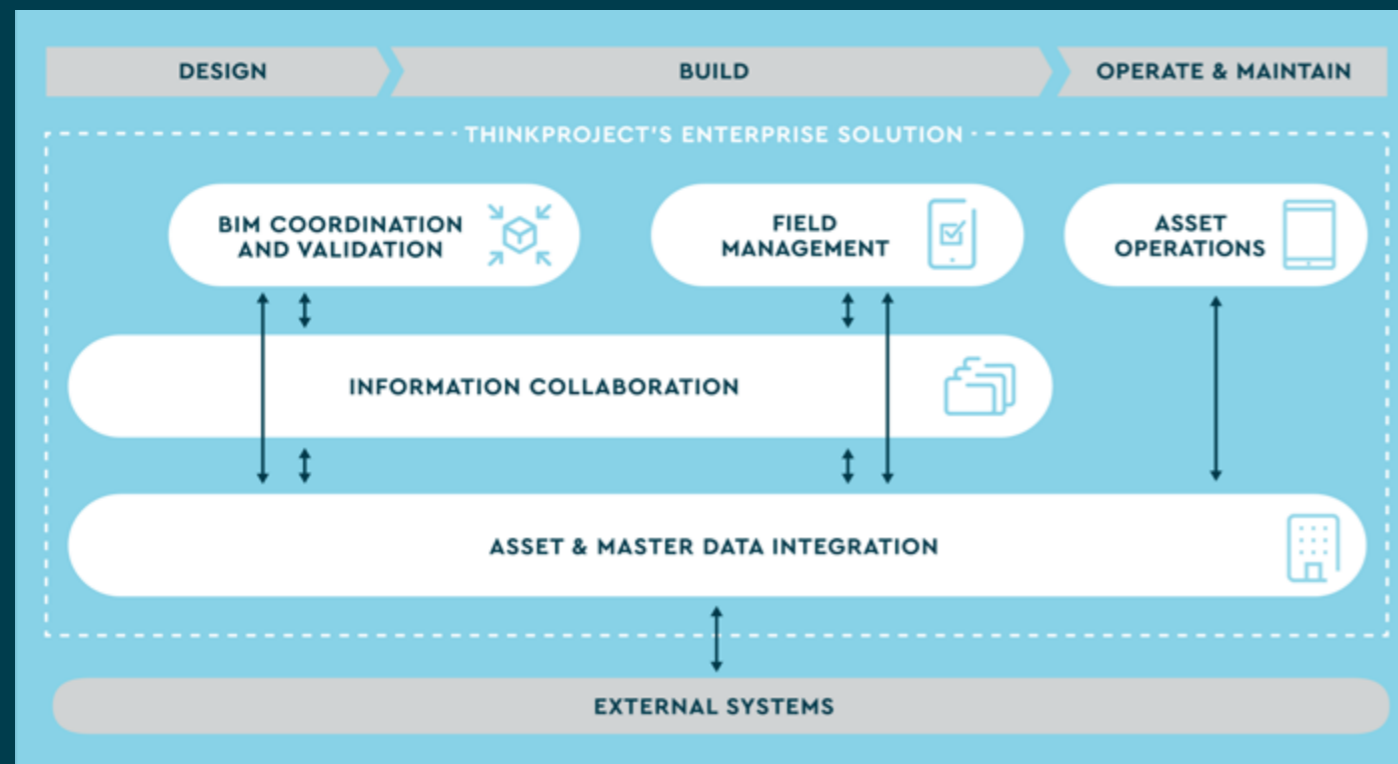 DESIGN
BUILD
OPERATE & MAINTAIN
THINKPROJECT'S ENTERPRISE SOLUTION
BIM COORDINATION
AND VALIDATION
FIELD
MANAGEMENT
ASSET
OPERATIONS
INFORMATION COLLABORATION
ASSET & MASTER DATA INTEGRATION
EXTERNAL SYSTEMS